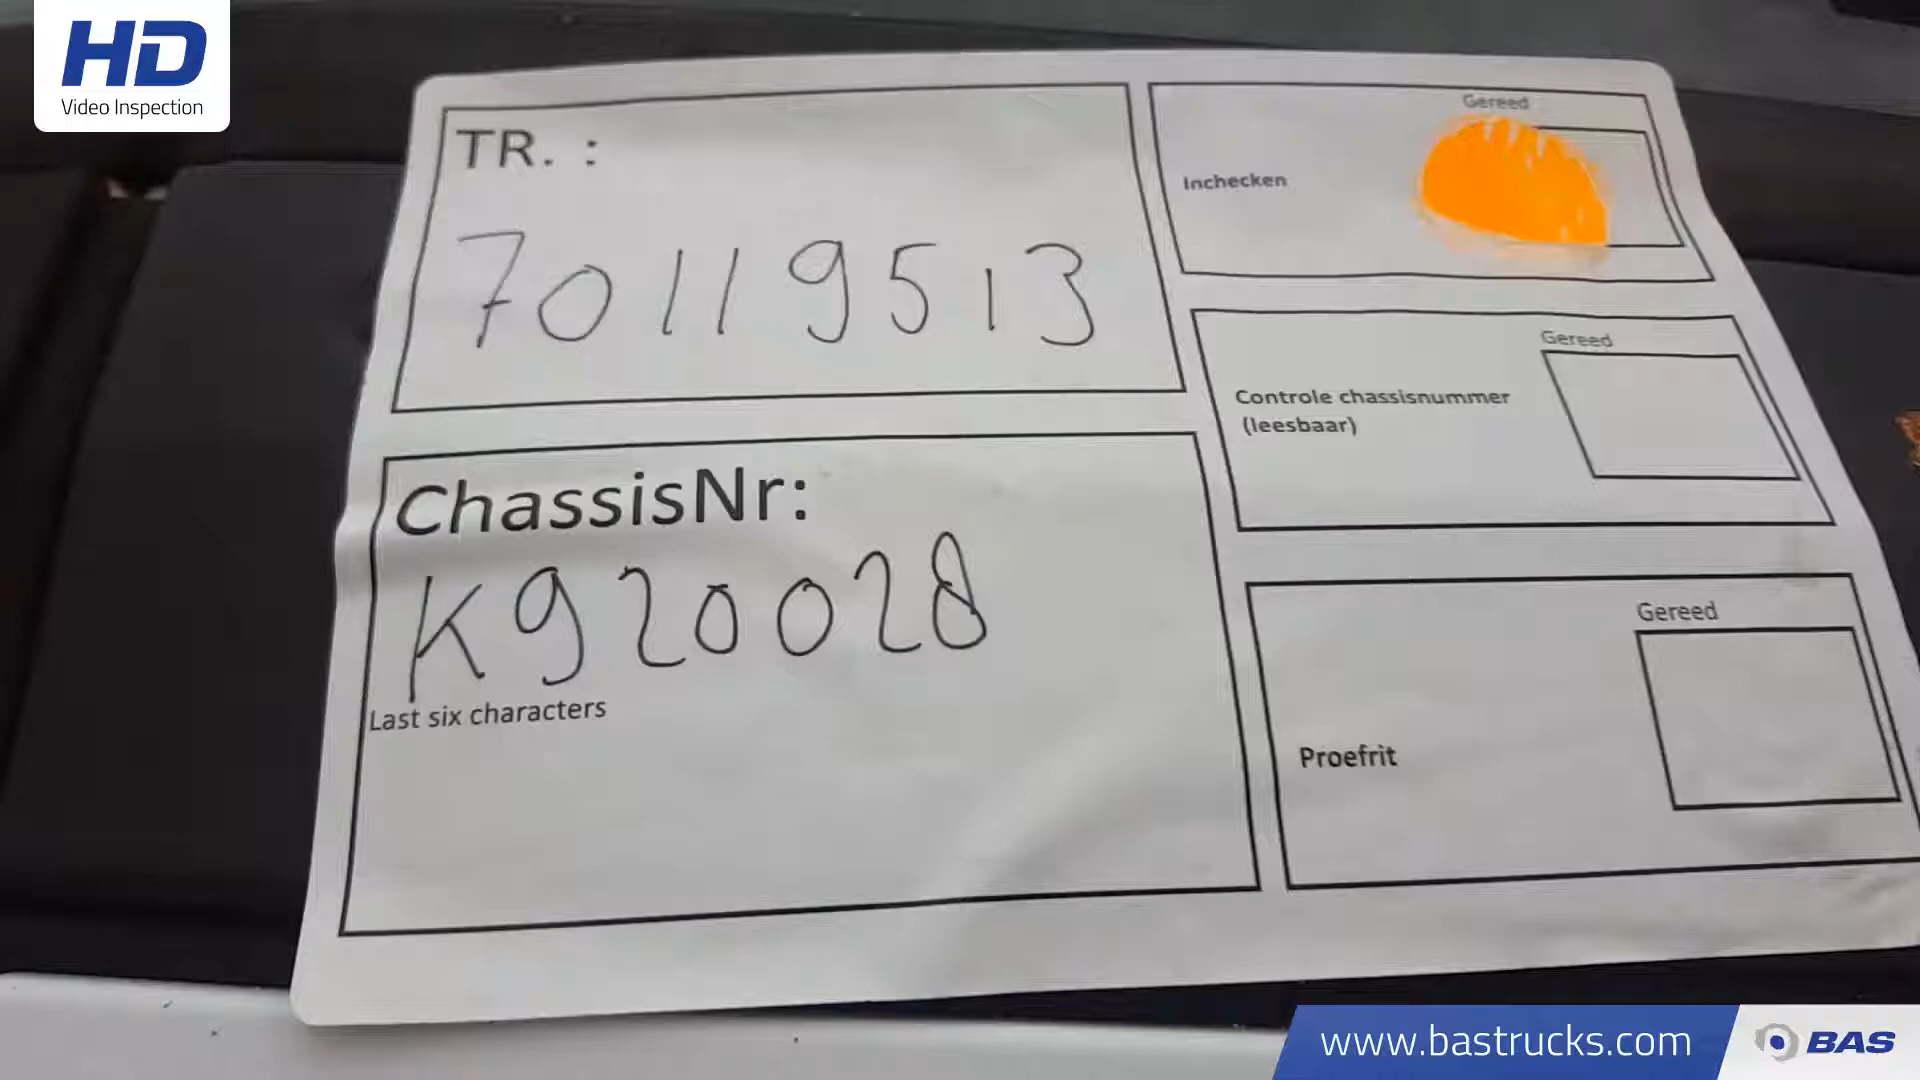 HD
Video Inspection
TR. :
70119513
ChassisNr:
K920028
Last six characters
Gereed
Inchecken
Gereed
Controle chassisnummer
(leesbaar)
Gereed
Proefrit
www.bastrucks.com
BAS